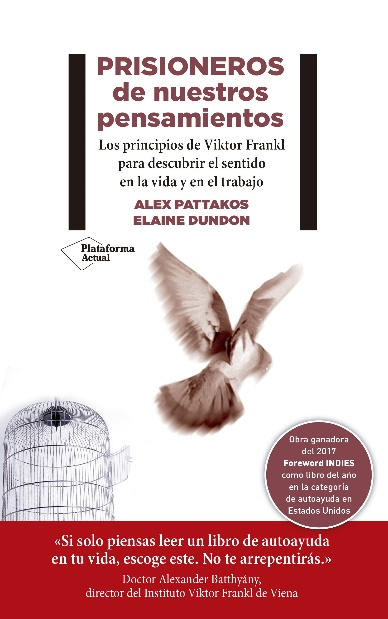 PRISIONEROS
de nuestros
pensamientos
Los principios de Viktor Frankl
para descubrir el sentido
en la vida y en el trabajo
ALEX PATTAKOS
ELAINE DUNDON
Plataforma
Actual
Obra ganadora
del 2017
Foreword INDIES
como libro del año
en la categoría
de autoayuda en
Estados Unidos
«Si solo piensas leer un libro de autoayuda
en tu vida, escoge este. No te arrepentirás.»
Doctor Alexander Batthyány,
director del Instituto Viktor Frankl de Viena